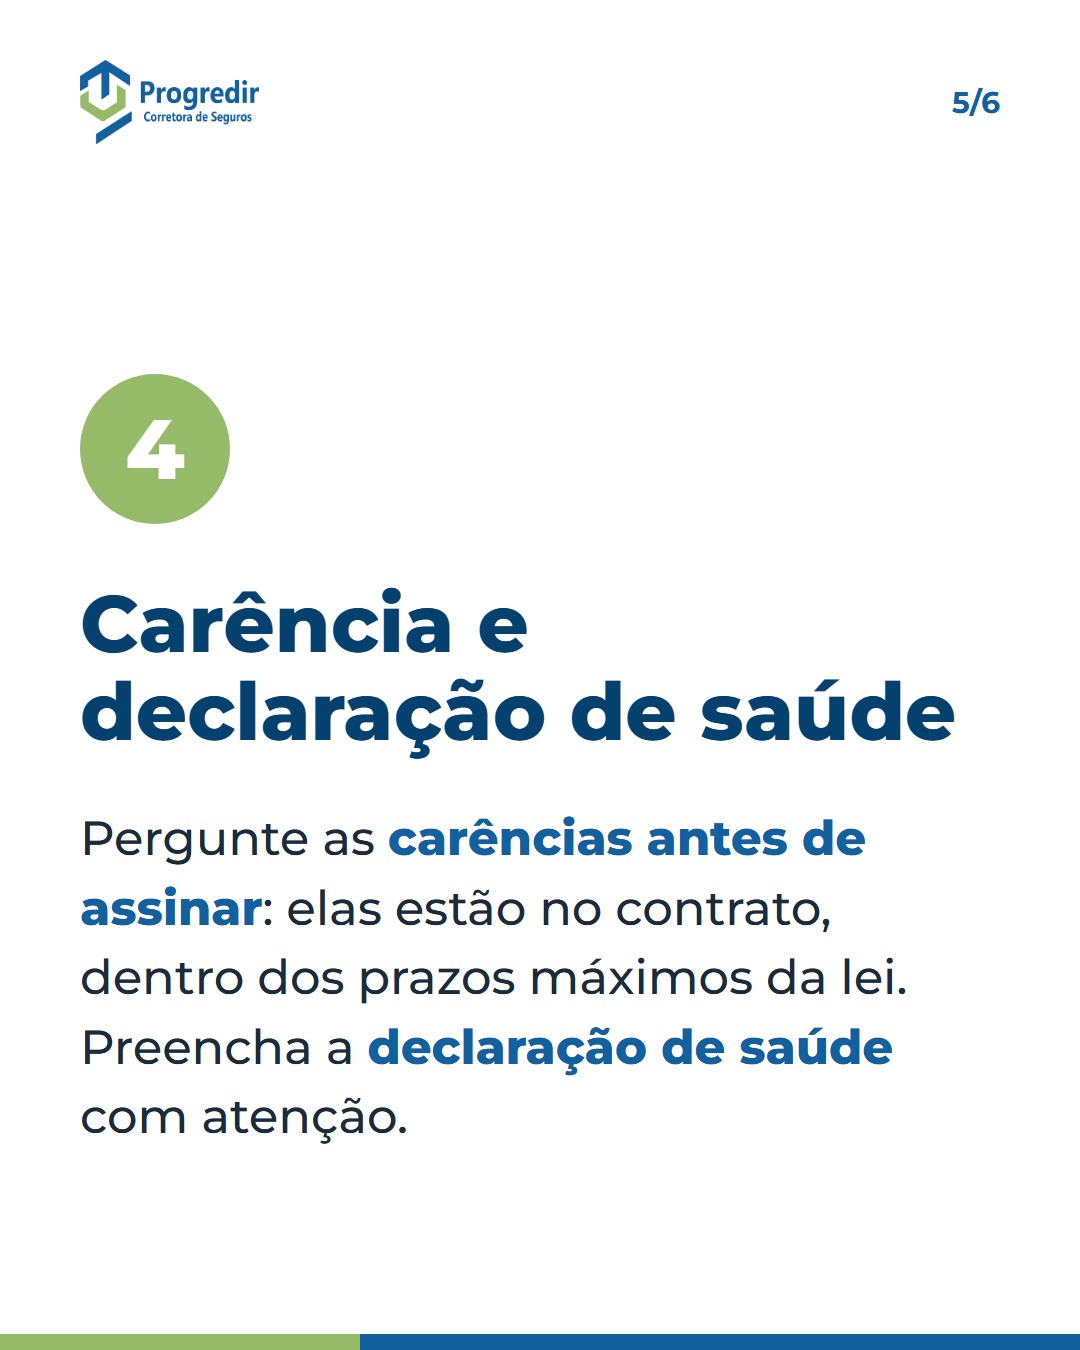 Progredir
Corretora de Seguros
5/6
4
Carência e
declaração de saúde
Pergunte as carências antes de
assinar: elas estão no contrato,
dentro dos prazos máximos da lei.
Preencha a declaração de saúde
com atenção.